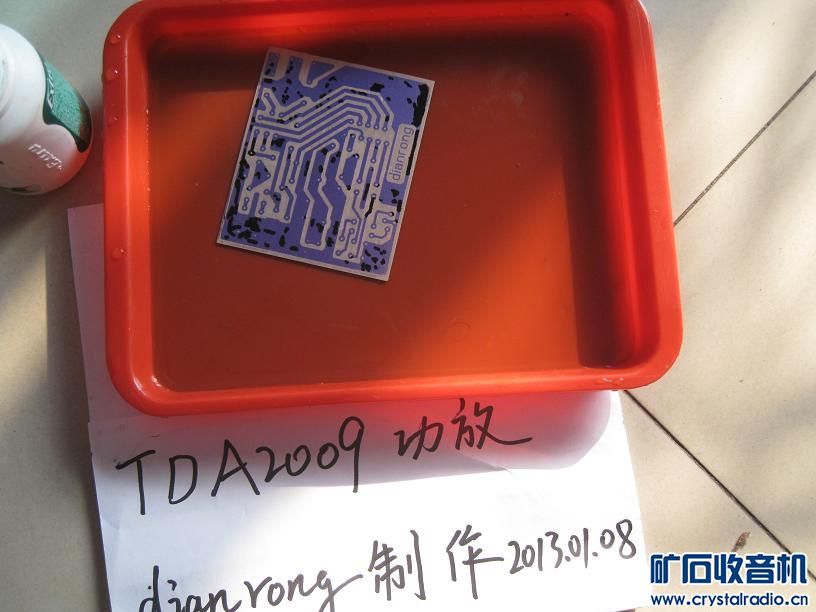 dianrong
TDA2009 功放
dianrong 制作 2013.01.08
矿石收音机
www.crystalradio.cn